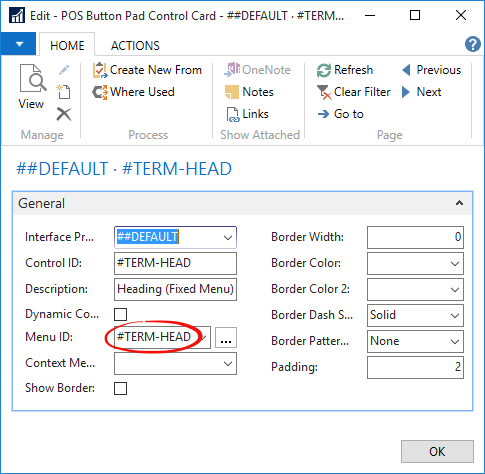 Edit - POS Button Pad Control Card - ##DEFAULT · #TERM...
HOME ACTIONS
View
Manage
Create New From
Where Used
Process
OneNote
Notes
Links
Show Attached
Refresh
Clear Filter
Go to
Previous
Next
Page
##DEFAULT · #TERM-HEAD
General
Interface Pr... ##DEFAULT
Control ID: #TERM-HEAD
Description: Heading (Fixed Menu)
Dynamic Co...
Menu ID: #TERM-HEAD ...
Context Me...
Show Border:
Border Width: 0
Border Color:
Border Color 2:
Border Dash S... Solid
Border Patter... None
Padding: 2
OK